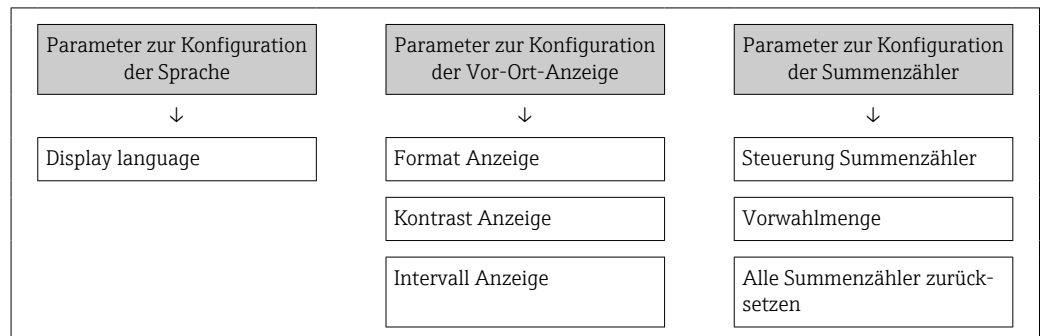 Parameter zur Konfiguration
der Sprache
↓
Display language
Parameter zur Konfiguration
der Vor-Ort-Anzeige
↓
Format Anzeige
Kontrast Anzeige
Intervall Anzeige
Parameter zur Konfiguration
der Summenzähler
↓
Steuerung Summenzähler
Vorwahlmenge
Alle Summenzähler zurück-
setzen